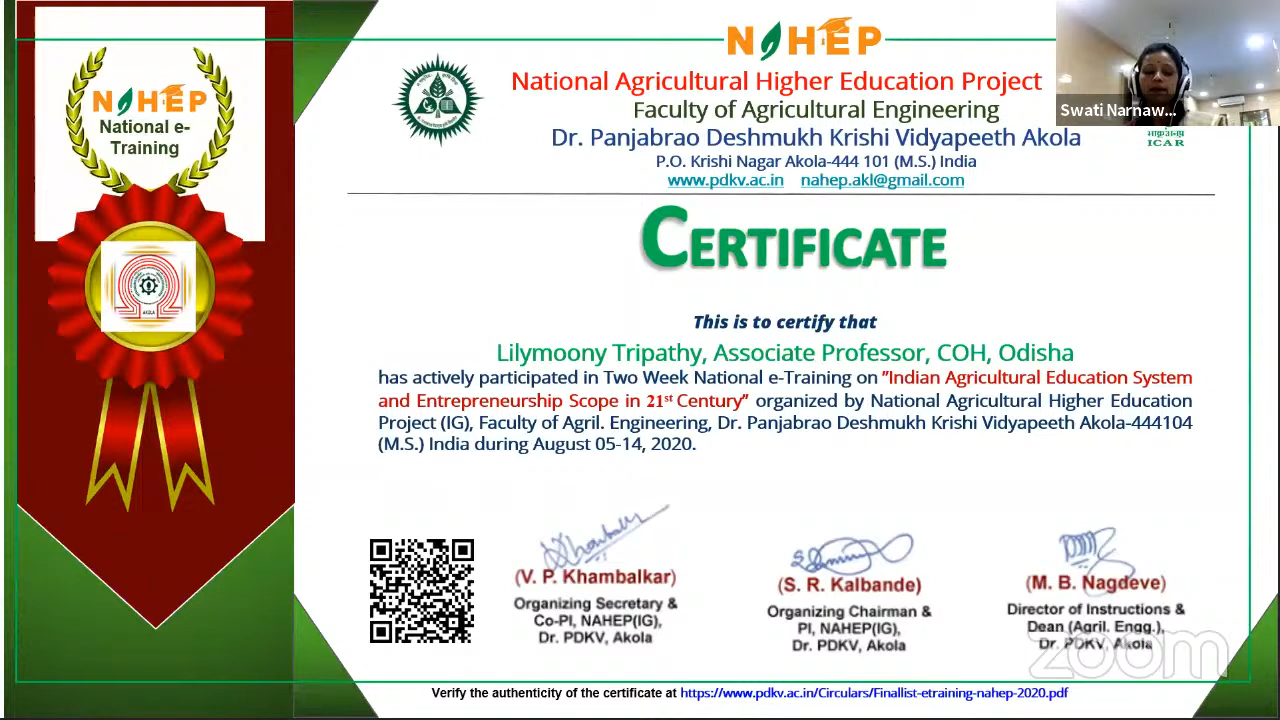 NAHEP
National Agricultural Higher Education Project
Faculty of Agricultural Engineering
Dr. Panjabrao Deshmukh Krishi Vidyapeeth Akola
P.O. Krishi Nagar Akola-444 101 (M.S.) India
www.pdkv.ac.in nahep.akl@gmail.com
Swati Narnaw...
ICAR
NAHEP
National e-
Training
AKOLA
CERTIFICATE
This is to certify that
Lilymoony Tripathy, Associate Professor, COH, Odisha
has actively participated in Two Week National e-Training on "Indian Agricultural Education System
and Entrepreneurship Scope in 21st Century" organized by National Agricultural Higher Education
Project (IG), Faculty of Agril. Engineering, Dr. Panjabrao Deshmukh Krishi Vidyapeeth Akola-444104
(M.S.) India during August 05-14, 2020.
(V. P. Khambalkar)
Organizing Secretary &
Co-PI, NAHEP(IG),
Dr. PDKV, Akola
(S. R. Kalbande)
Organizing Chairman &
PI, NAHEP(IG),
Dr. PDKV, Akola
(M. B. Nagdeve)
Director of Instructions &
Dean (Agril. Engg.),
Dr. PDKV, Akola
zoom
Verify the authenticity of the certificate at https://www.pdkv.ac.in/Circulars/Finallist-etraining-nahep-2020.pdf